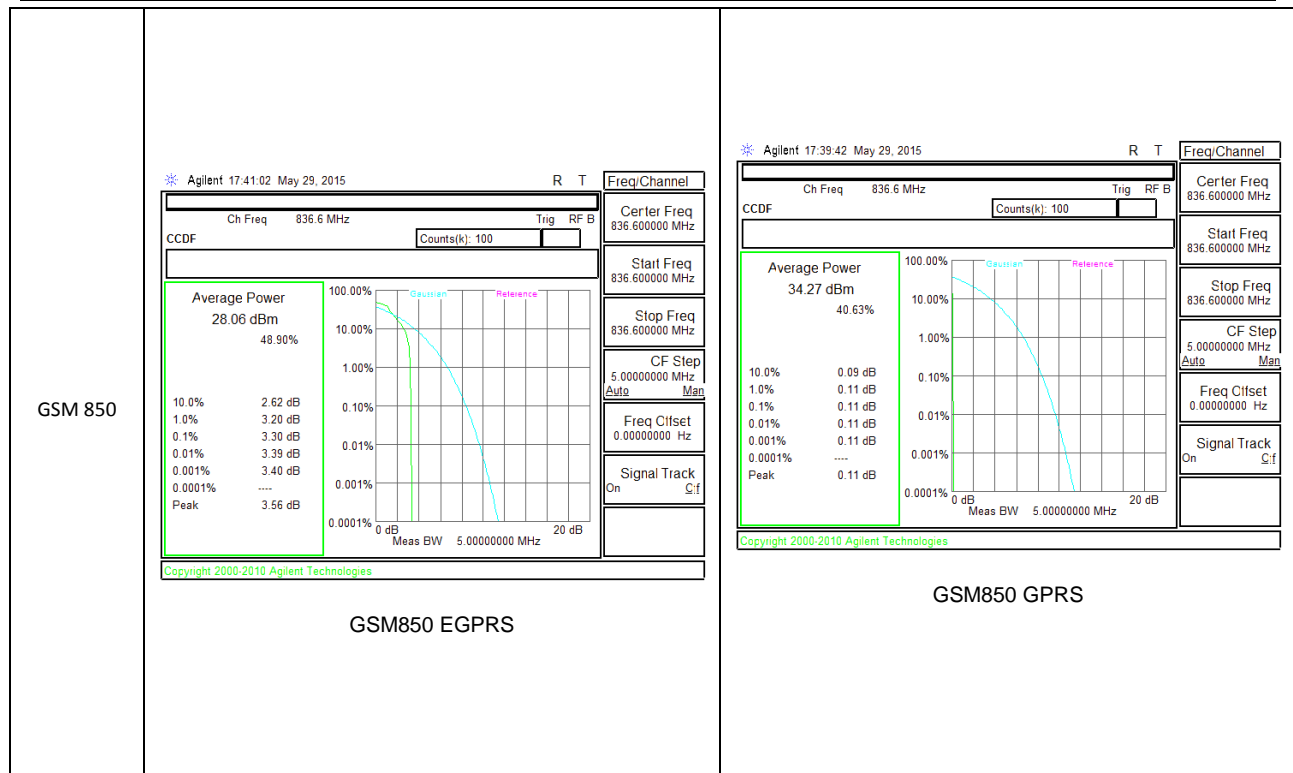 GSM 850
Agilent 17:41:02 May 29, 2015 R T
Ch Freq 836.6 MHz Trig RF B
CCDF Counts(k): 100
Average Power
28.06 dBm
48.90%
10.0% 2.62 dB
1.0% 3.20 dB
0.1% 3.30 dB
0.01% 3.39 dB
0.001% 3.40 dB
0.0001% ----
Peak 3.56 dB
100.00%
Gaussian Reference
10.00%
1.00%
0.10%
0.01%
0.001%
0.0001%
0 dB 20 dB
Meas BW 5.00000000 MHz
Freq/Channel
Center Freq
836.600000 MHz
Start Freq
836.600000 MHz
Stop Freq
836.600000 MHz
CF Step
5.00000000 MHz
Auto Man
Freq Offset
0.00000000 Hz
Signal Track
On Off
Copyright 2000-2010 Agilent Technologies
GSM850 EGPRS
Agilent 17:39:42 May 29, 2015 R T
Ch Freq 836.6 MHz Trig RF B
CCDF Counts(k): 100
Average Power
34.27 dBm
40.63%
10.0% 0.09 dB
1.0% 0.11 dB
0.1% 0.11 dB
0.01% 0.11 dB
0.001% 0.11 dB
0.0001% ----
Peak 0.11 dB
100.00%
Gaussian Reference
10.00%
1.00%
0.10%
0.01%
0.001%
0.0001%
0 dB 20 dB
Meas BW 5.00000000 MHz
Freq/Channel
Center Freq
836.600000 MHz
Start Freq
836.600000 MHz
Stop Freq
836.600000 MHz
CF Step
5.00000000 MHz
Auto Man
Freq Offset
0.00000000 Hz
Signal Track
On Off
Copyright 2000-2010 Agilent Technologies
GSM850 GPRS